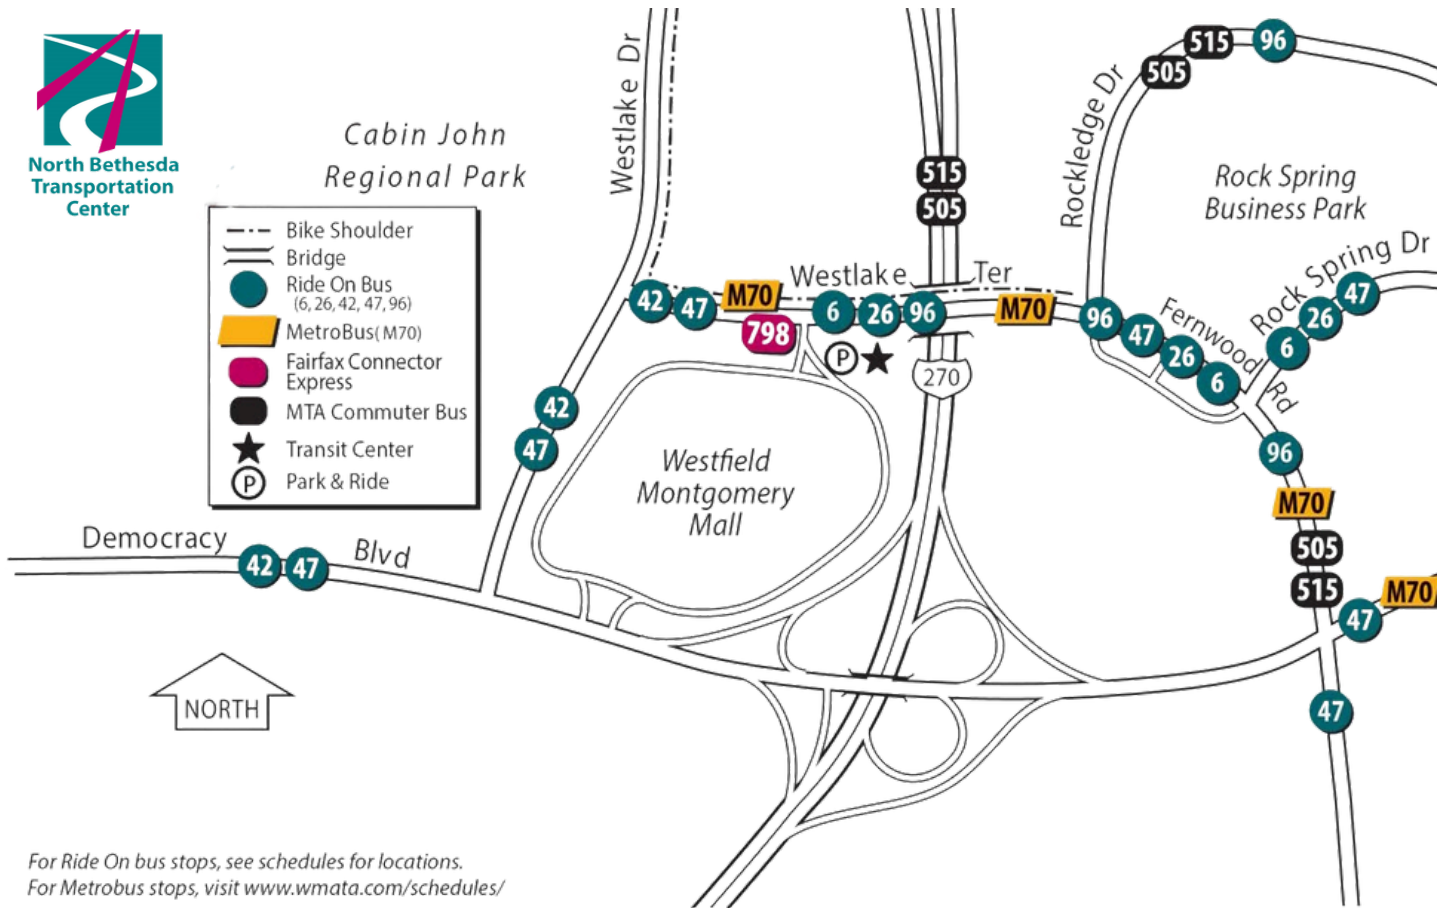 North Bethesda
Transportation
Center
Cabin John
Regional Park
Bike Shoulder
Bridge
Ride On Bus
(6, 26, 42, 47, 96)
MetroBus(M70)
Fairfax Connector
Express
MTA Commuter Bus
Transit Center
P
Park & Ride
Westlake Dr
515
505
Rockledge Dr
505
515
96
Rock Spring
Business Park
Rock Spring Dr
47
26
6
Westlake Ter
42
47
M70
798
6
26
96
P
M70
270
96
47
26
6
Fernwood Rd
96
M70
505
515
M70
47
47
42
47
Westfield
Montgomery
Mall
Democracy Blvd
42
47
NORTH
For Ride On bus stops, see schedules for locations.
For Metrobus stops, visit www.wmata.com/schedules/